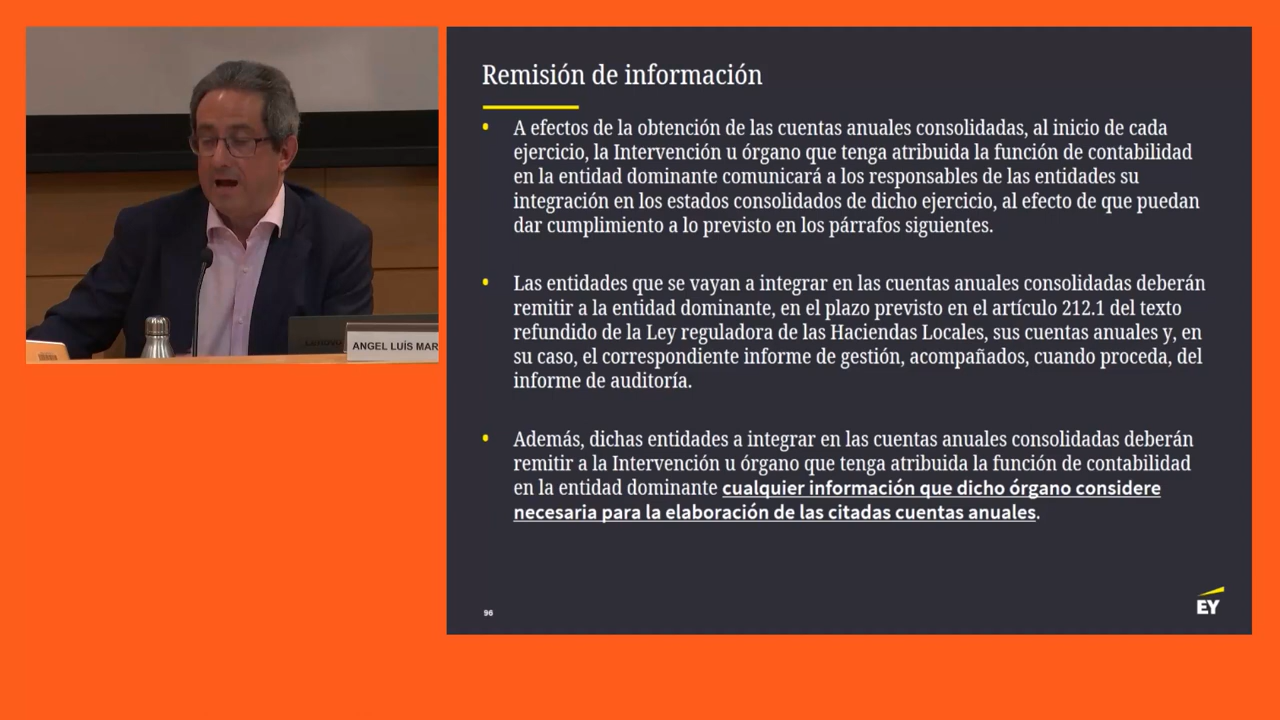 Remisión de información
• A efectos de la obtención de las cuentas anuales consolidadas, al inicio de cada
ejercicio, la Intervención u órgano que tenga atribuida la función de contabilidad
en la entidad dominante comunicará a los responsables de las entidades su
integración en los estados consolidados de dicho ejercicio, al efecto de que puedan
dar cumplimiento a lo previsto en los párrafos siguientes.
• Las entidades que se vayan a integrar en las cuentas anuales consolidadas deberán
remitir a la entidad dominante, en el plazo previsto en el artículo 212.1 del texto
refundido de la Ley reguladora de las Haciendas Locales, sus cuentas anuales y, en
su caso, el correspondiente informe de gestión, acompañados, cuando proceda, del
informe de auditoría.
• Además, dichas entidades a integrar en las cuentas anuales consolidadas deberán
remitir a la Intervención u órgano que tenga atribuida la función de contabilidad
en la entidad dominante cualquier información que dicho órgano considere
necesaria para la elaboración de las citadas cuentas anuales.
96
EY
ANGEL LUÍS MAR